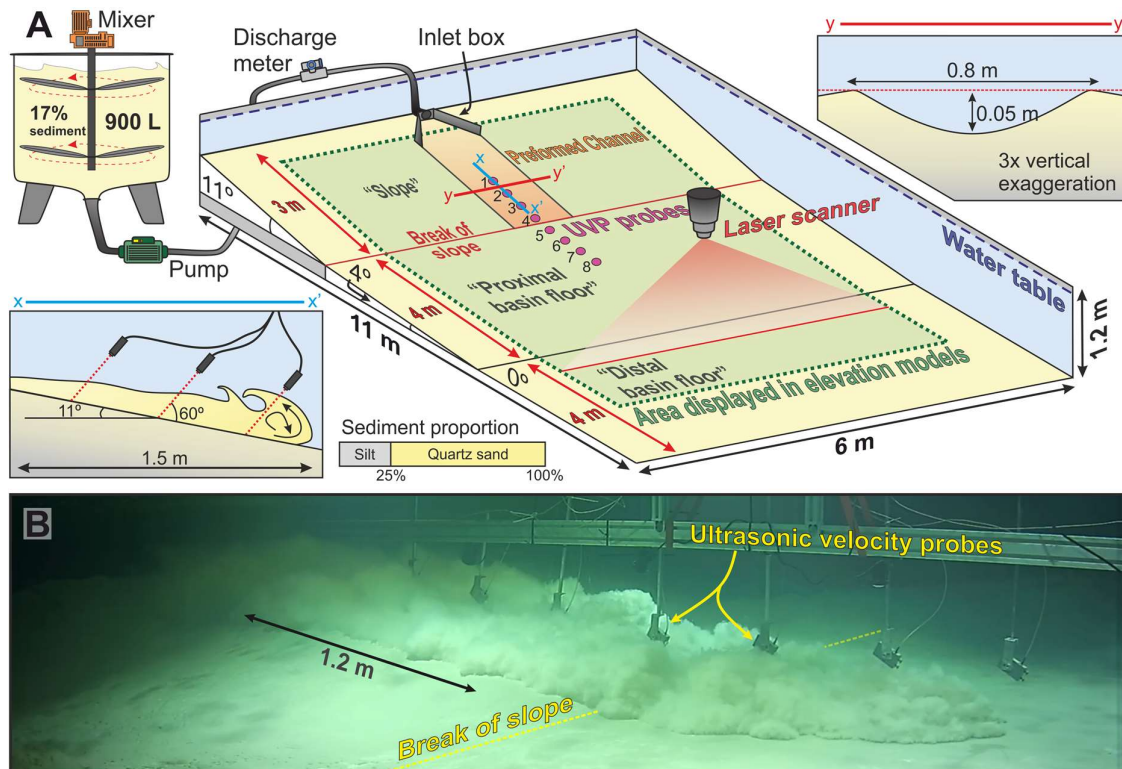 A
Mixer
17%
sediment
900 L
Pump
Discharge
meter
Inlet box
Preformed Channel
"Slope"
x
y
y'
x'
1
2
3
4
5
6
7
8
UVP probes
Laser scanner
Break of
slope
"Proximal
basin floor"
"Distal
basin floor"
Area displayed in elevation models
Water table
11º
3 m
4º
4 m
11 m
0º
4 m
6 m
1.2 m
y
y'
0.8 m
0.05 m
3x vertical
exaggeration
x
x'
11º
60º
1.5 m
Sediment proportion
Silt
Quartz sand
25%
100%
B
Ultrasonic velocity probes
1.2 m
Break of slope